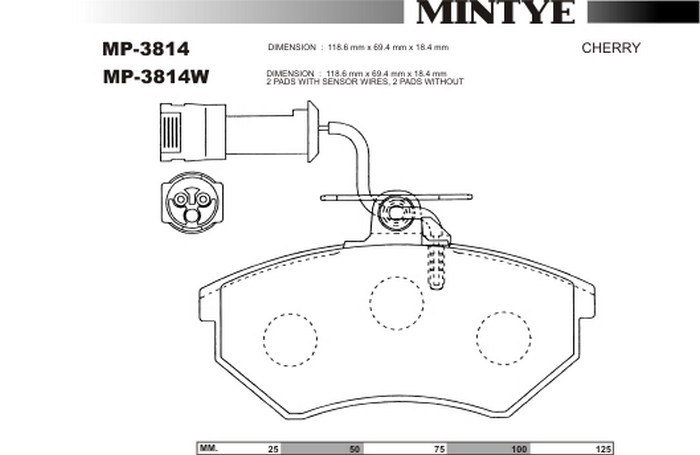 MINTYE
MP-3814 DIMENSION : 118.6 mm x 69.4 mm x 18.4 mm CHERRY
MP-3814W DIMENSION : 118.6 mm x 69.4 mm x 18.4 mm
2 PADS WITH SENSOR WIRES, 2 PADS WITHOUT
MM. 25 50 75 100 125